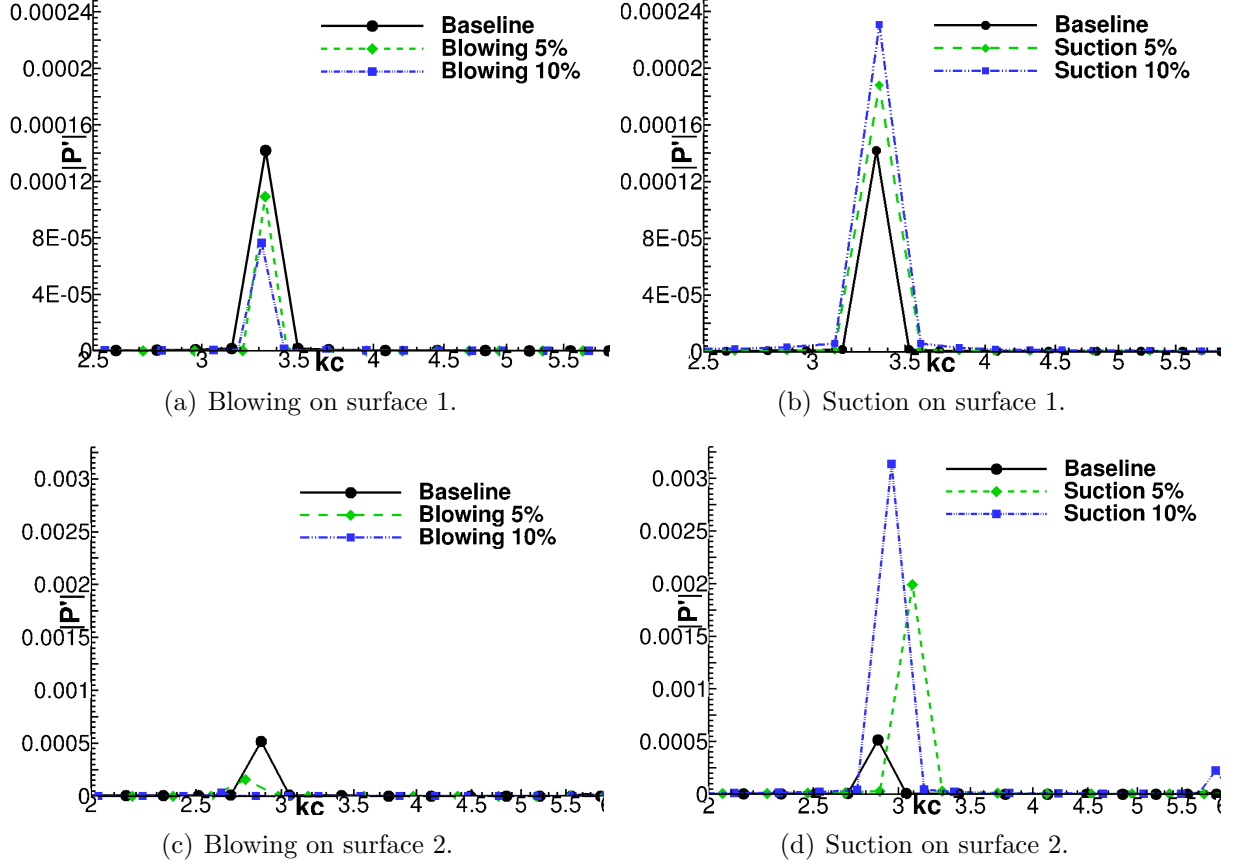 0.00024
0.0002
0.00016
0.00012
8E-05
4E-05
0
|P'|
Baseline
Blowing 5%
Blowing 10%
2.5 3 3.5 4 4.5 5 5.5
kc
(a) Blowing on surface 1.
0.00024
0.0002
0.00016
0.00012
8E-05
4E-05
0
|P'|
Baseline
Suction 5%
Suction 10%
2.5 3 3.5 4 4.5 5 5.5
kc
(b) Suction on surface 1.
0.003
0.0025
0.002
0.0015
0.001
0.0005
0
|P'|
Baseline
Blowing 5%
Blowing 10%
2 2.5 3 3.5 4 4.5 5 5.5 6
kc
(c) Blowing on surface 2.
0.003
0.0025
0.002
0.0015
0.001
0.0005
0
|P'|
Baseline
Suction 5%
Suction 10%
2 2.5 3 3.5 4 4.5 5 5.5 6
kc
(d) Suction on surface 2.